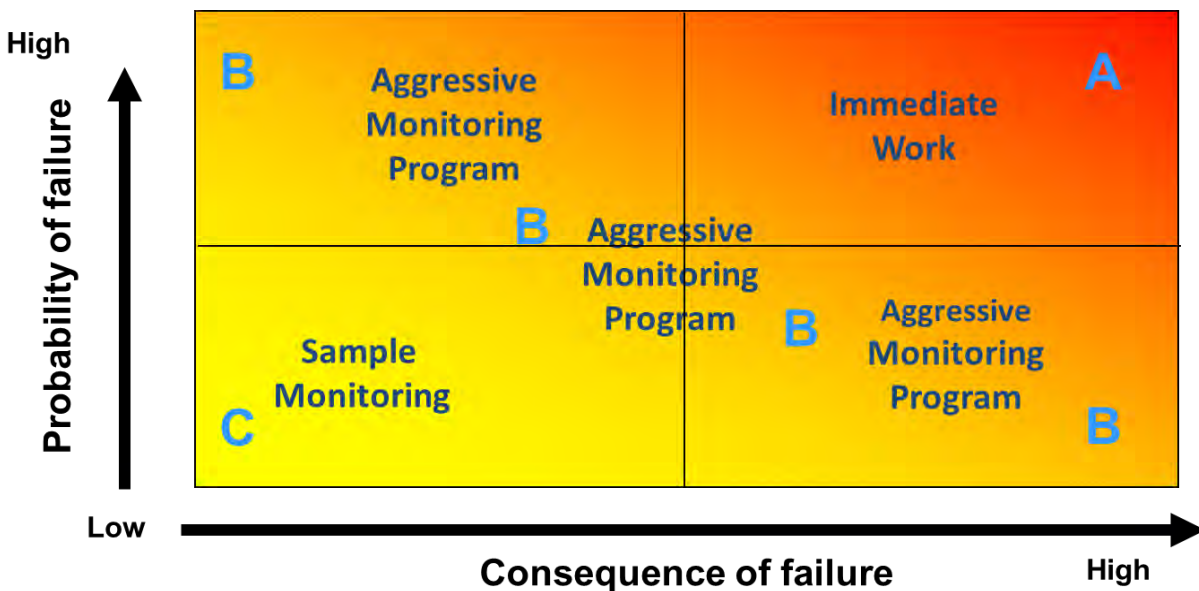 High
Probability of failure
Low
B
Aggressive
Monitoring
Program
A
Immediate
Work
B
Aggressive
Monitoring
Program
Sample
Monitoring
C
B
Aggressive
Monitoring
Program
B
Consequence of failure
High